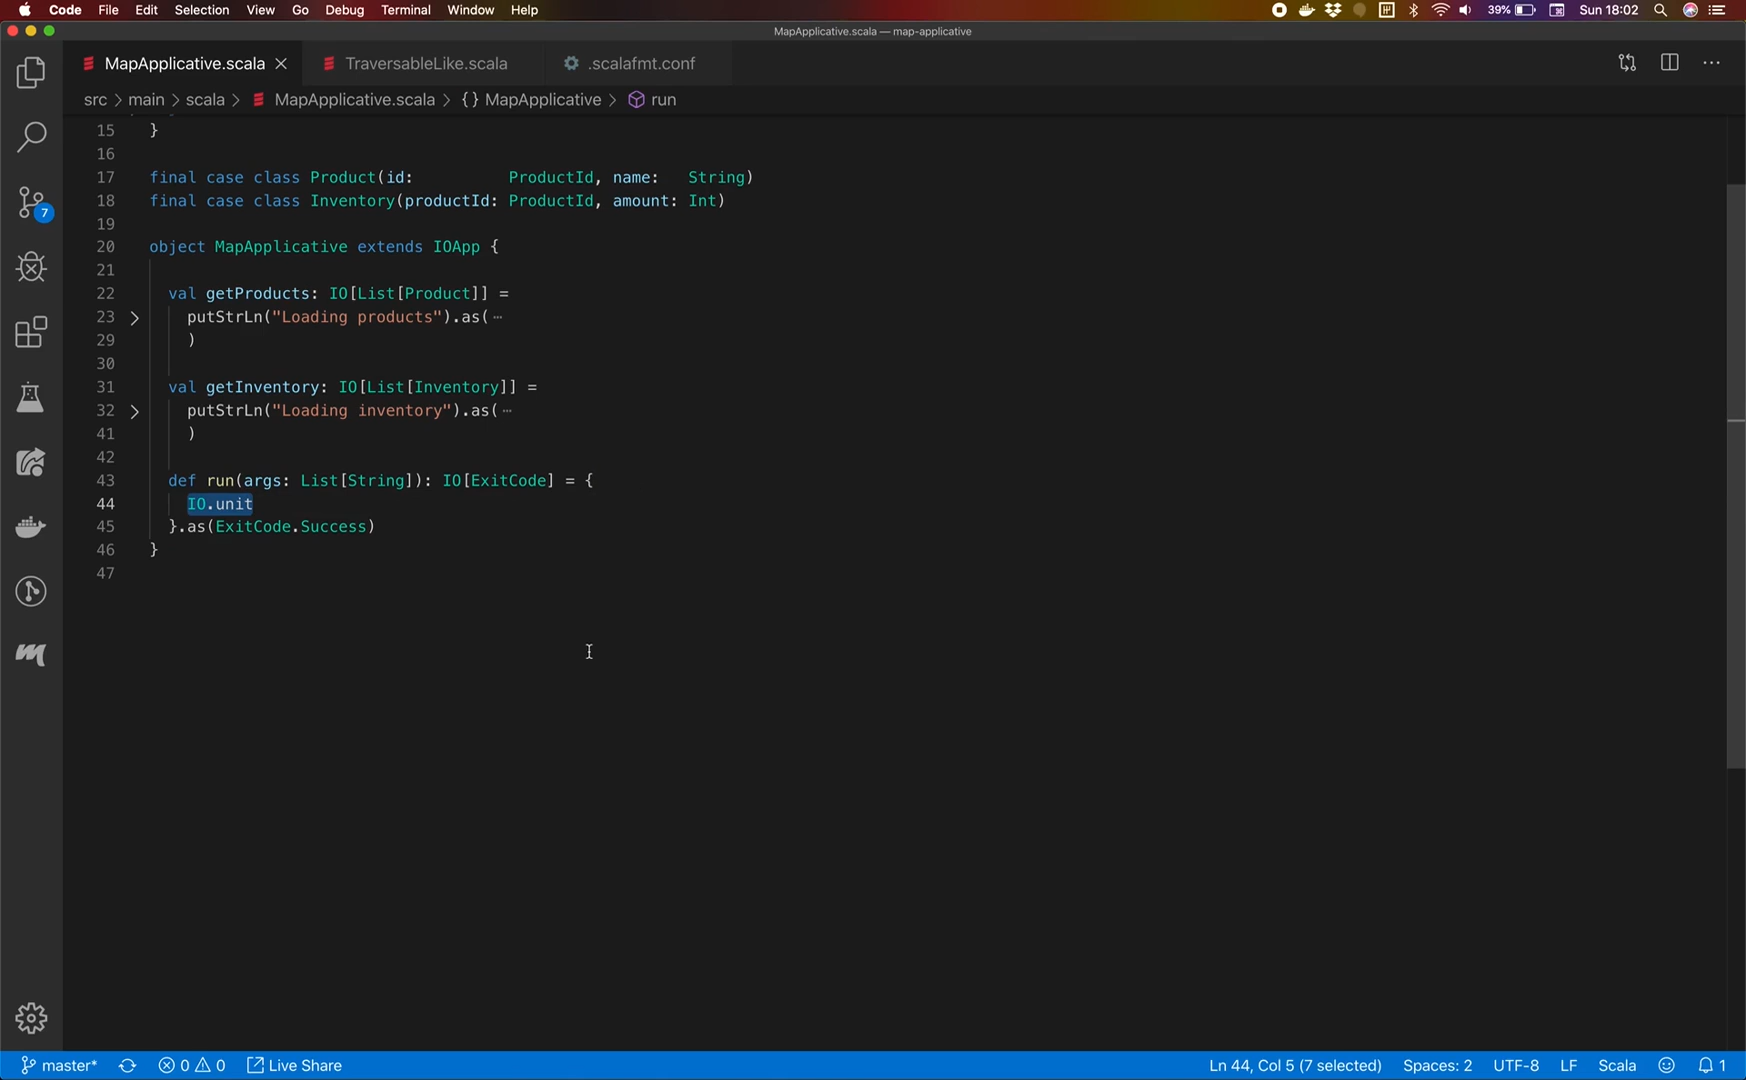 Code File Edit Selection View Go Debug Terminal Window Help 39% Sun 18:02
MapApplicative.scala — map-applicative
MapApplicative.scala TraversableLike.scala .scalafmt.conf
src > main > scala > MapApplicative.scala > {} MapApplicative > run
15 }
16
17 final case class Product(id: ProductId, name: String)
18 final case class Inventory(productId: ProductId, amount: Int)
19
20 object MapApplicative extends IOApp {
21
22 val getProducts: IO[List[Product]] =
23 putStrLn("Loading products").as(⋯
29 )
30
31 val getInventory: IO[List[Inventory]] =
32 putStrLn("Loading inventory").as(⋯
41 )
42
43 def run(args: List[String]): IO[ExitCode] = {
44 IO.unit
45 }.as(ExitCode.Success)
46 }
47
7
master* 0 0 Live Share Ln 44, Col 5 (7 selected) Spaces: 2 UTF-8 LF Scala 1